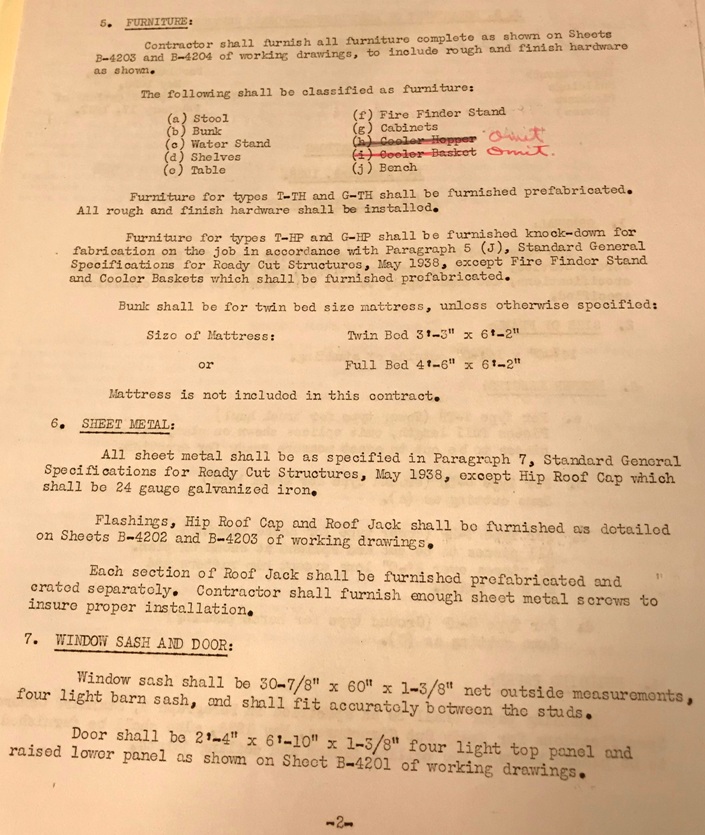 5. FURNITURE:
Contractor shall furnish all furniture complete as shown on Sheets
B-4203 and B-4204 of working drawings, to include rough and finish hardware
as shown.
The following shall be classified as furniture:
(a) Stool
(b) Bunk
(c) Water Stand
(d) Shelves
(e) Table
(f) Fire Finder Stand
(g) Cabinets
(h) Cooler Hopper Omit
(i) Cooler Basket Omit.
(j) Bench
Furniture for types T-TH and G-TH shall be furnished prefabricated.
All rough and finish hardware shall be installed.
Furniture for types T-HP and G-HP shall be furnished knock-down for
fabrication on the job in accordance with Paragraph 5 (J), Standard General
Specifications for Ready Cut Structures, May 1938, except Fire Finder Stand
and Cooler Baskets which shall be furnished prefabricated.
Bunk shall be for twin bed size mattress, unless otherwise specified:
Size of Mattress: Twin Bed 3'-3" x 6'-2"
or Full Bed 4'-6" x 6'-2"
Mattress is not included in this contract.
6. SHEET METAL:
All sheet metal shall be as specified in Paragraph 7, Standard General
Specifications for Ready Cut Structures, May 1938, except Hip Roof Cap which
shall be 24 gauge galvanized iron.
Flashings, Hip Roof Cap and Roof Jack shall be furnished as detailed
on Sheets B-4202 and B-4203 of working drawings.
Each section of Roof Jack shall be furnished prefabricated and
crated separately. Contractor shall furnish enough sheet metal screws to
insure proper installation.
7. WINDOW SASH AND DOOR:
Window sash shall be 30-7/8" x 60" x 1-3/8" net outside measurements,
four light barn sash, and shall fit accurately between the studs.
Door shall be 2'-4" x 6'-10" x 1-3/8" four light top panel and
raised lower panel as shown on Sheet B-4201 of working drawings.
-2-